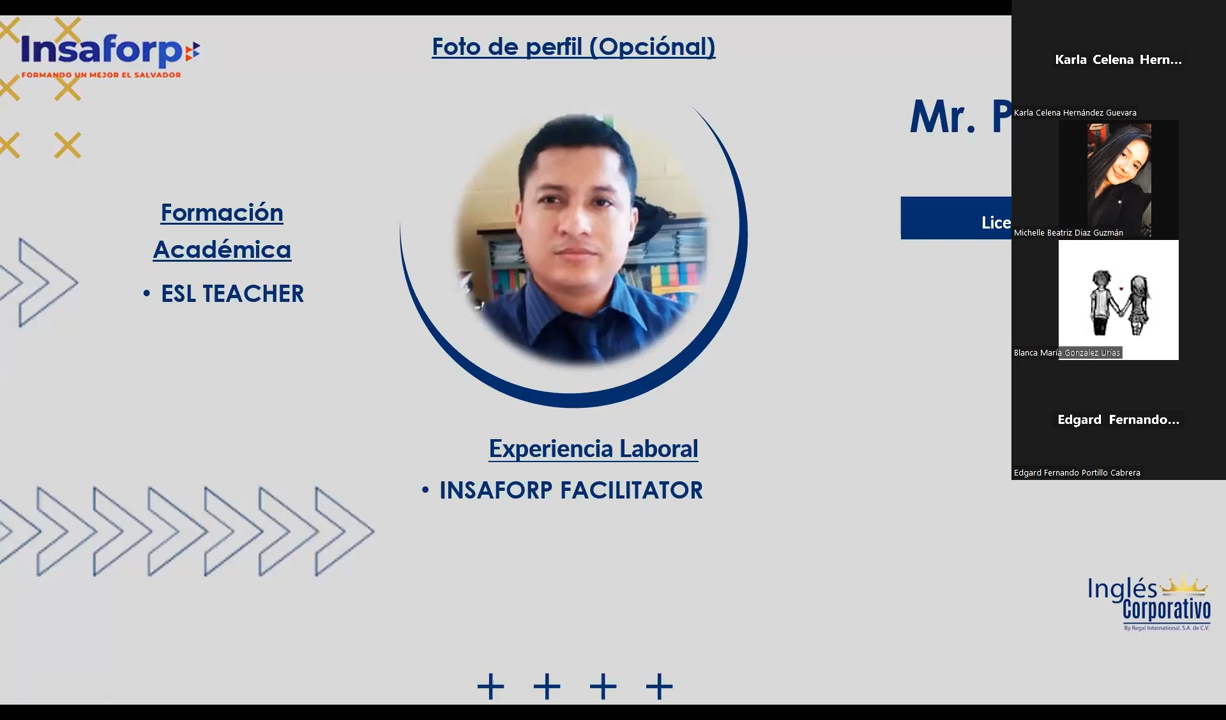 Insaforp
FORMANDO UN MEJOR EL SALVADOR
Foto de perfil (Opciónal)
Mr. P
Lice
Formación
Académica
• ESL TEACHER
Experiencia Laboral
• INSAFORP FACILITATOR
Karla Celena Hern...
Karla Celena Hernández Guevara
Michelle Beatriz Diaz Guzmán
Blanca María Gonzalez Urias
Edgard Fernando...
Edgard Fernando Portillo Cabrera
Inglés
Corporativo
By Regal International, S.A. de C.V.